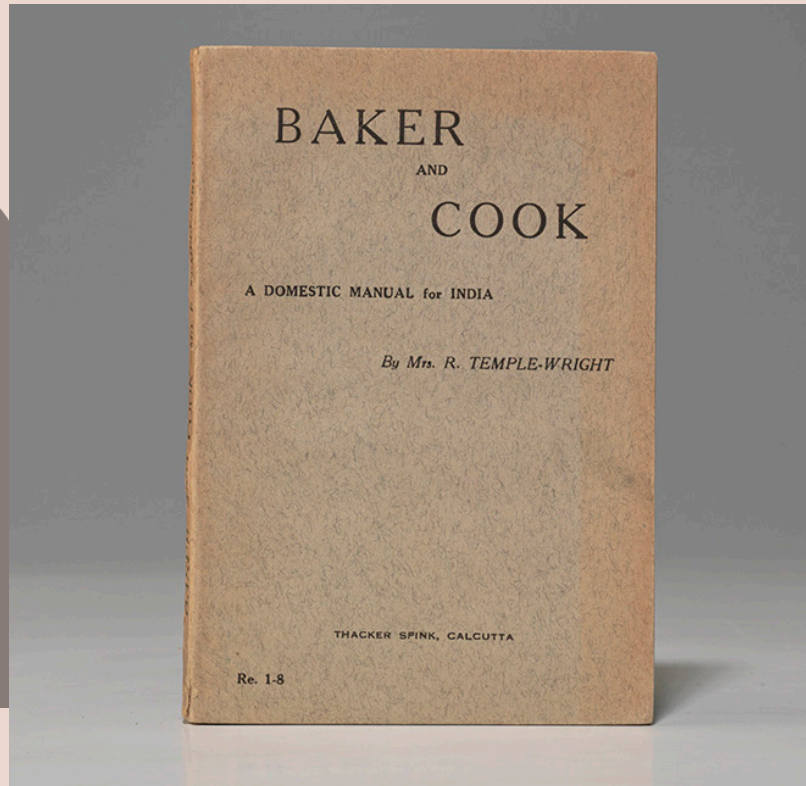 BAKER
AND
COOK
A DOMESTIC MANUAL for INDIA
By Mrs. R. TEMPLE-WRIGHT
THACKER SPINK, CALCUTTA
Re. 1-8